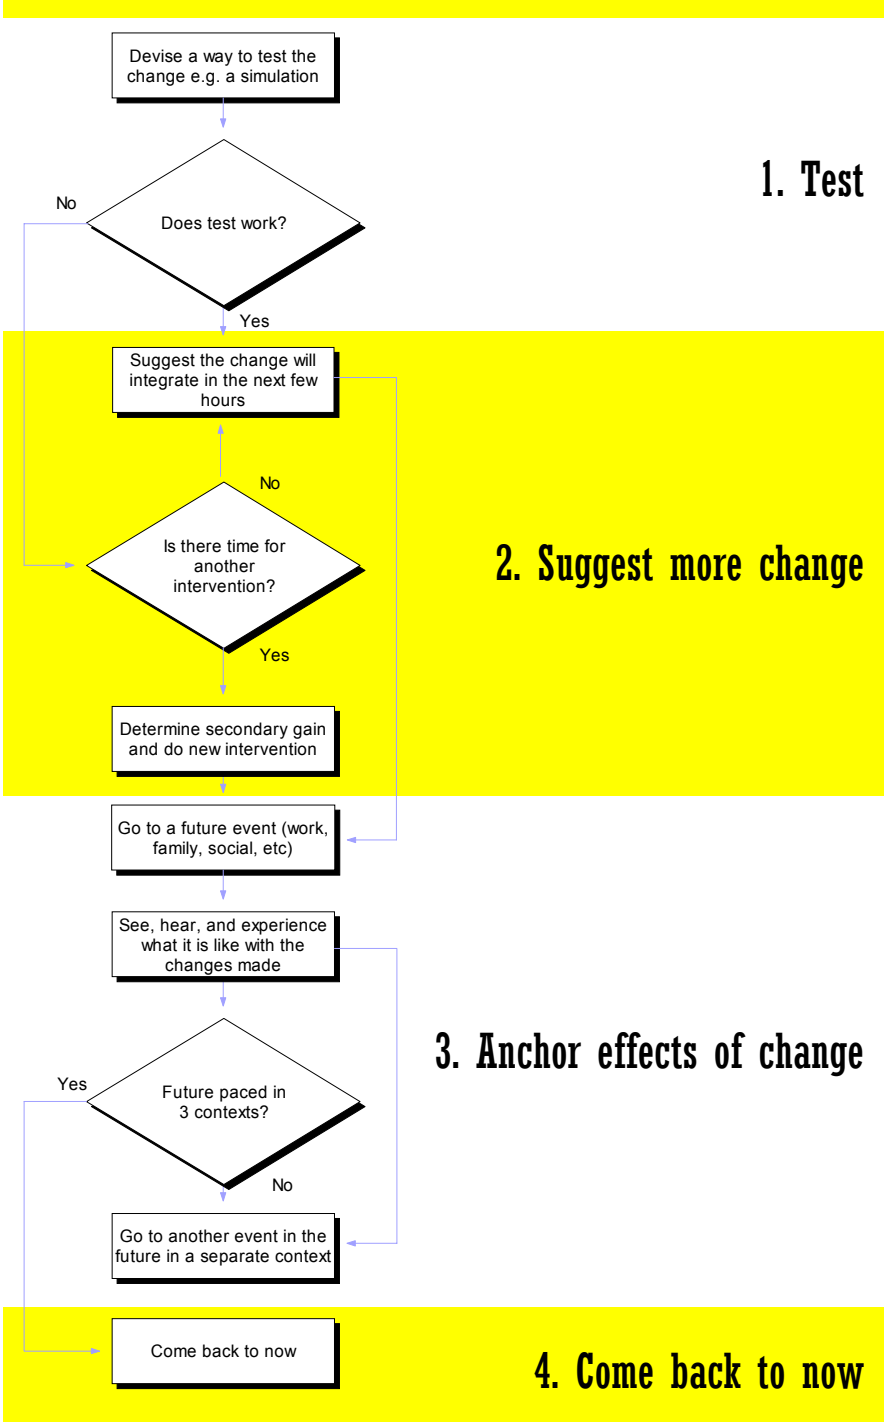 Devise a way to test the
change e.g. a simulation
1. Test
No
Does test work?
Yes
Suggest the change will
integrate in the next few
hours
No
Is there time for
another
intervention?
2. Suggest more change
Yes
Determine secondary gain
and do new intervention
Go to a future event (work,
family, social, etc)
See, hear, and experience
what it is like with the
changes made
3. Anchor effects of change
Yes
Future paced in
3 contexts?
No
Go to another event in the
future in a separate context
Come back to now
4. Come back to now